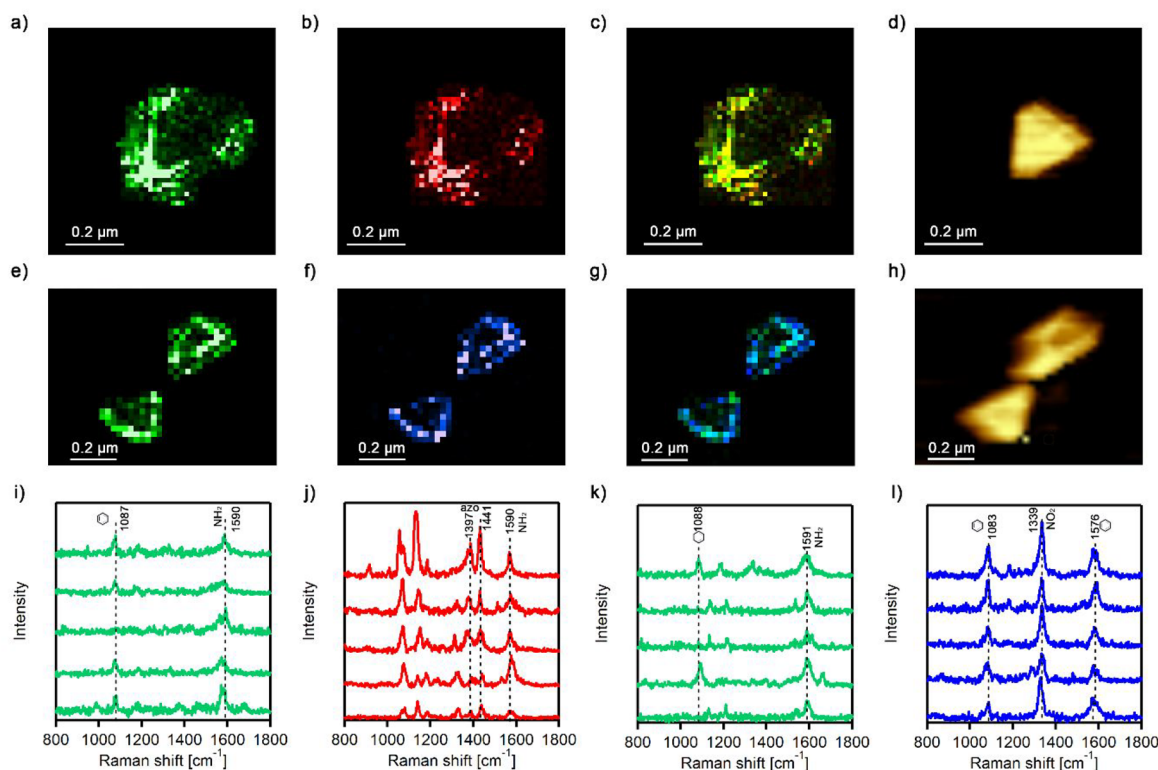 a)
b)
c)
d)
0.2 µm
0.2 µm
0.2 µm
0.2 µm
e)
f)
g)
h)
0.2 µm
0.2 µm
0.2 µm
0.2 µm
i)
j)
k)
l)
1087
NH₂
1590
azo
1397
1441
1590
NH₂
1088
1591
NH₂
1083
1339
NO₂
1576
Intensity
Intensity
Intensity
Intensity
800 1000 1200 1400 1600 1800
800 1000 1200 1400 1600 1800
800 1000 1200 1400 1600 1800
800 1000 1200 1400 1600 1800
Raman shift [cm⁻¹]
Raman shift [cm⁻¹]
Raman shift [cm⁻¹]
Raman shift [cm⁻¹]